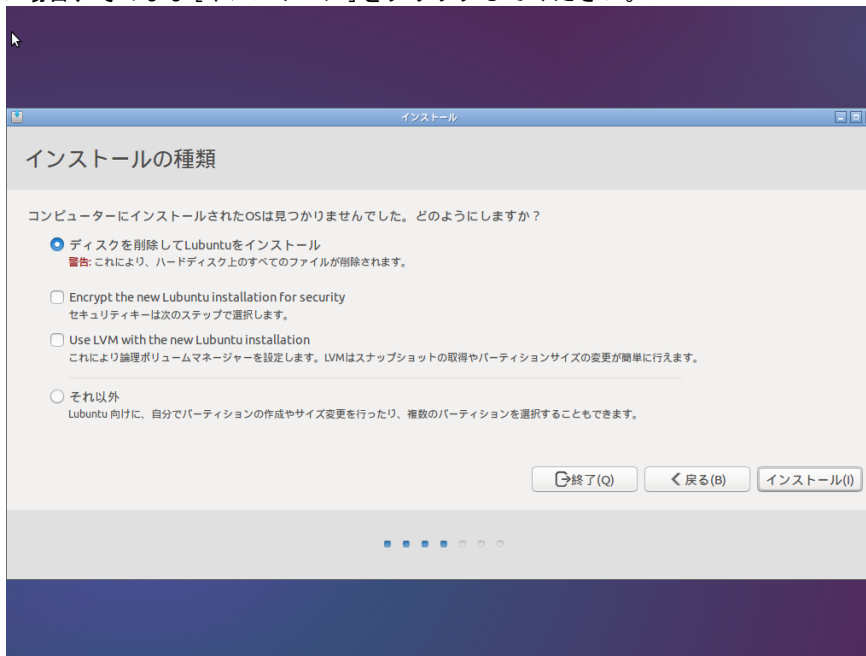 インストール
インストールの種類
コンピューターにインストールされたOSは見つかりませんでした。どのようにしますか？
ディスクを削除してLubuntuをインストール
警告: これにより、ハードディスク上のすべてのファイルが削除されます。
Encrypt the new Lubuntu installation for security
セキュリティキーは次のステップで選択します。
Use LVM with the new Lubuntu installation
これにより論理ボリュームマネージャーを設定します。LVMはスナップショットの取得やパーティションサイズの変更が簡単に行えます。
それ以外
Lubuntu 向けに、自分でパーティションの作成やサイズ変更を行ったり、複数のパーティションを選択することもできます。
終了(Q) 戻る(B) インストール(I)